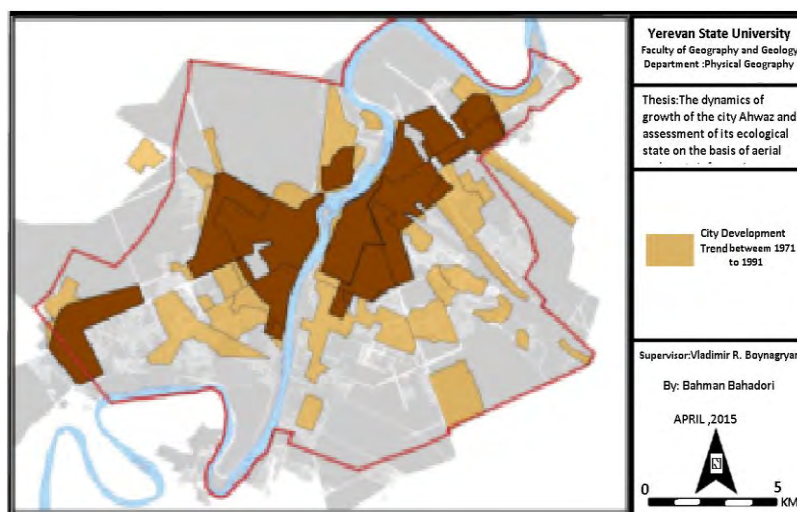 Yerevan State University
Faculty of Geography and Geology
Department :Physical Geography
Thesis:The dynamics of
growth of the city Ahwaz and
assessment of its ecological
state on the basis of aerial
City Development
Trend betweem 1971
to 1991
Supervisor:Vladimir R. Boynagryan
By: Bahman Bahadori
APRIL ,2015
0 5
KM